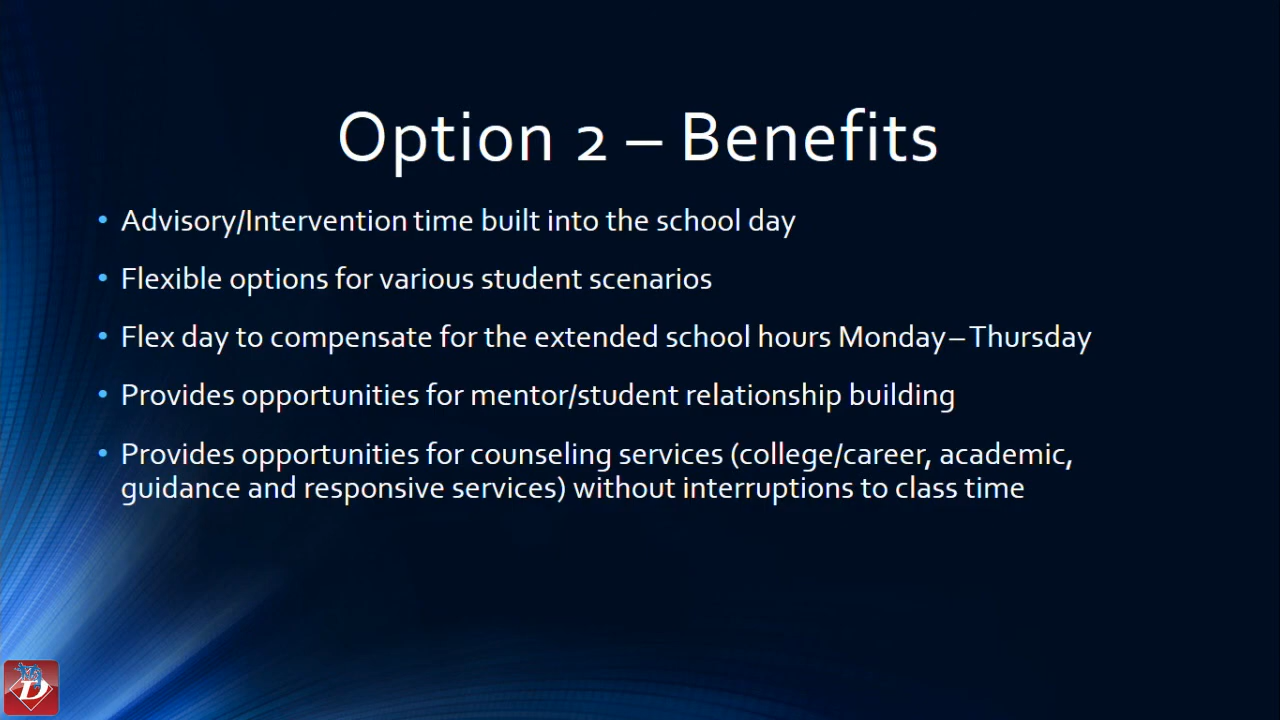 Option 2 – Benefits
• Advisory/Intervention time built into the school day
• Flexible options for various student scenarios
• Flex day to compensate for the extended school hours Monday – Thursday
• Provides opportunities for mentor/student relationship building
• Provides opportunities for counseling services (college/career, academic,
guidance and responsive services) without interruptions to class time
D